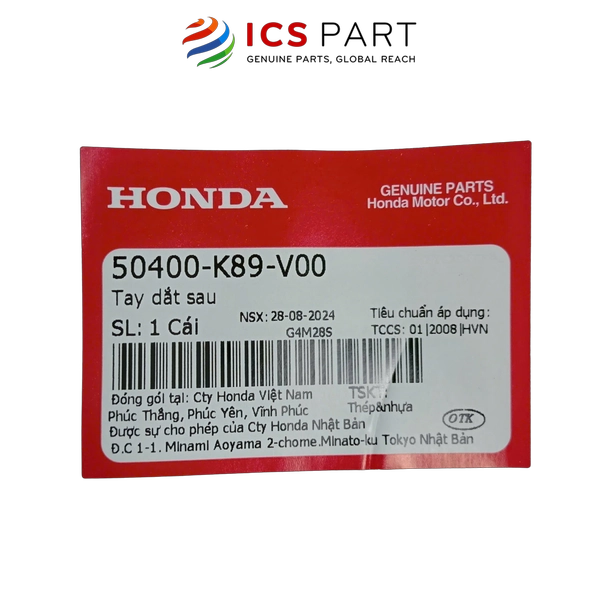 ICS PART
GENUINE PARTS, GLOBAL REACH
HONDA
GENUINE PARTS
Honda Motor Co., Ltd.
50400-K89-V00
Tay dắt sau
SL: 1 Cái
NSX: 28-08-2024
G4M28S
Tiêu chuẩn áp dụng:
TCCS: 01|2008|HVN
Đóng gói tại: Cty Honda Việt Nam
Phúc Thắng, Phúc Yên, Vĩnh Phúc
Được sự cho phép của Cty Honda Nhật Bản
Đ.C 1-1. Minami Aoyama 2-chome.Minato-ku Tokyo Nhật Bản
TSKT:
Thép&nhựa
OTK